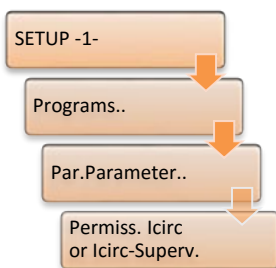 SETUP -1-
Programs..
Par.Parameter..
Permiss. Icirc
or Icirc-Superv.